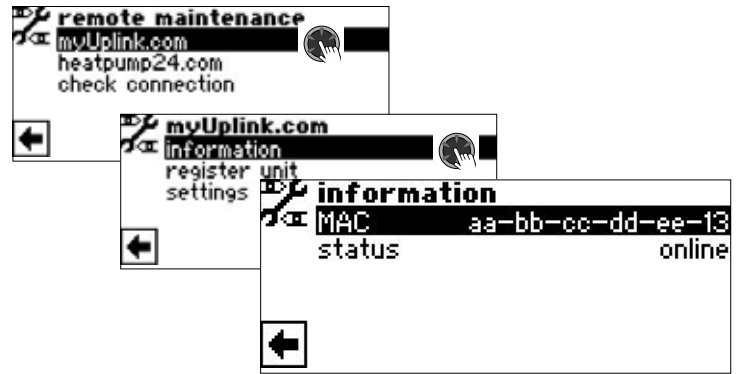 remote maintenance
myUplink.com
heatpump24.com
check connection
myUplink.com
information
register unit
settings
information
MAC aa-bb-cc-dd-ee-13
status online